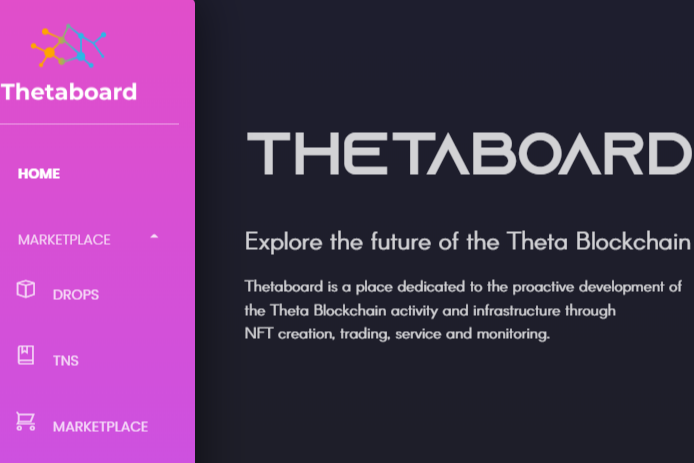 Thetaboard
HOME
MARKETPLACE
DROPS
TNS
MARKETPLACE
THETABOARD
Explore the future of the Theta Blockchain
Thetaboard is a place dedicated to the proactive development of
the Theta Blockchain activity and infrastructure through
NFT creation, trading, service and monitoring.